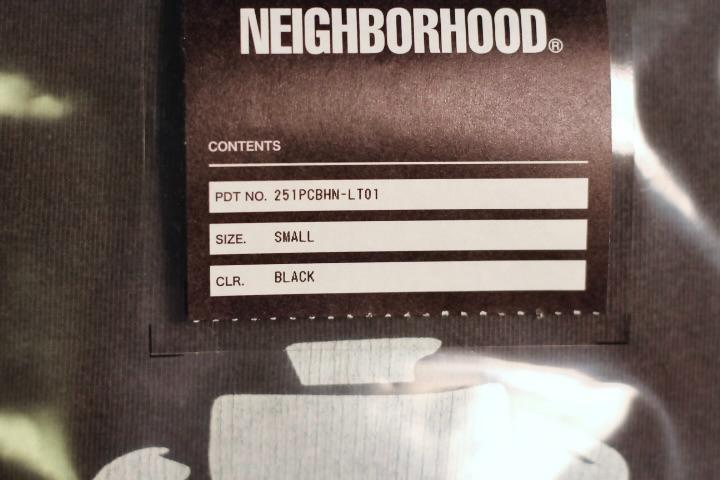 NEIGHBORHOOD®
CONTENTS
PDT NO. 251PCBHN-LT01
SIZE. SMALL
CLR. BLACK